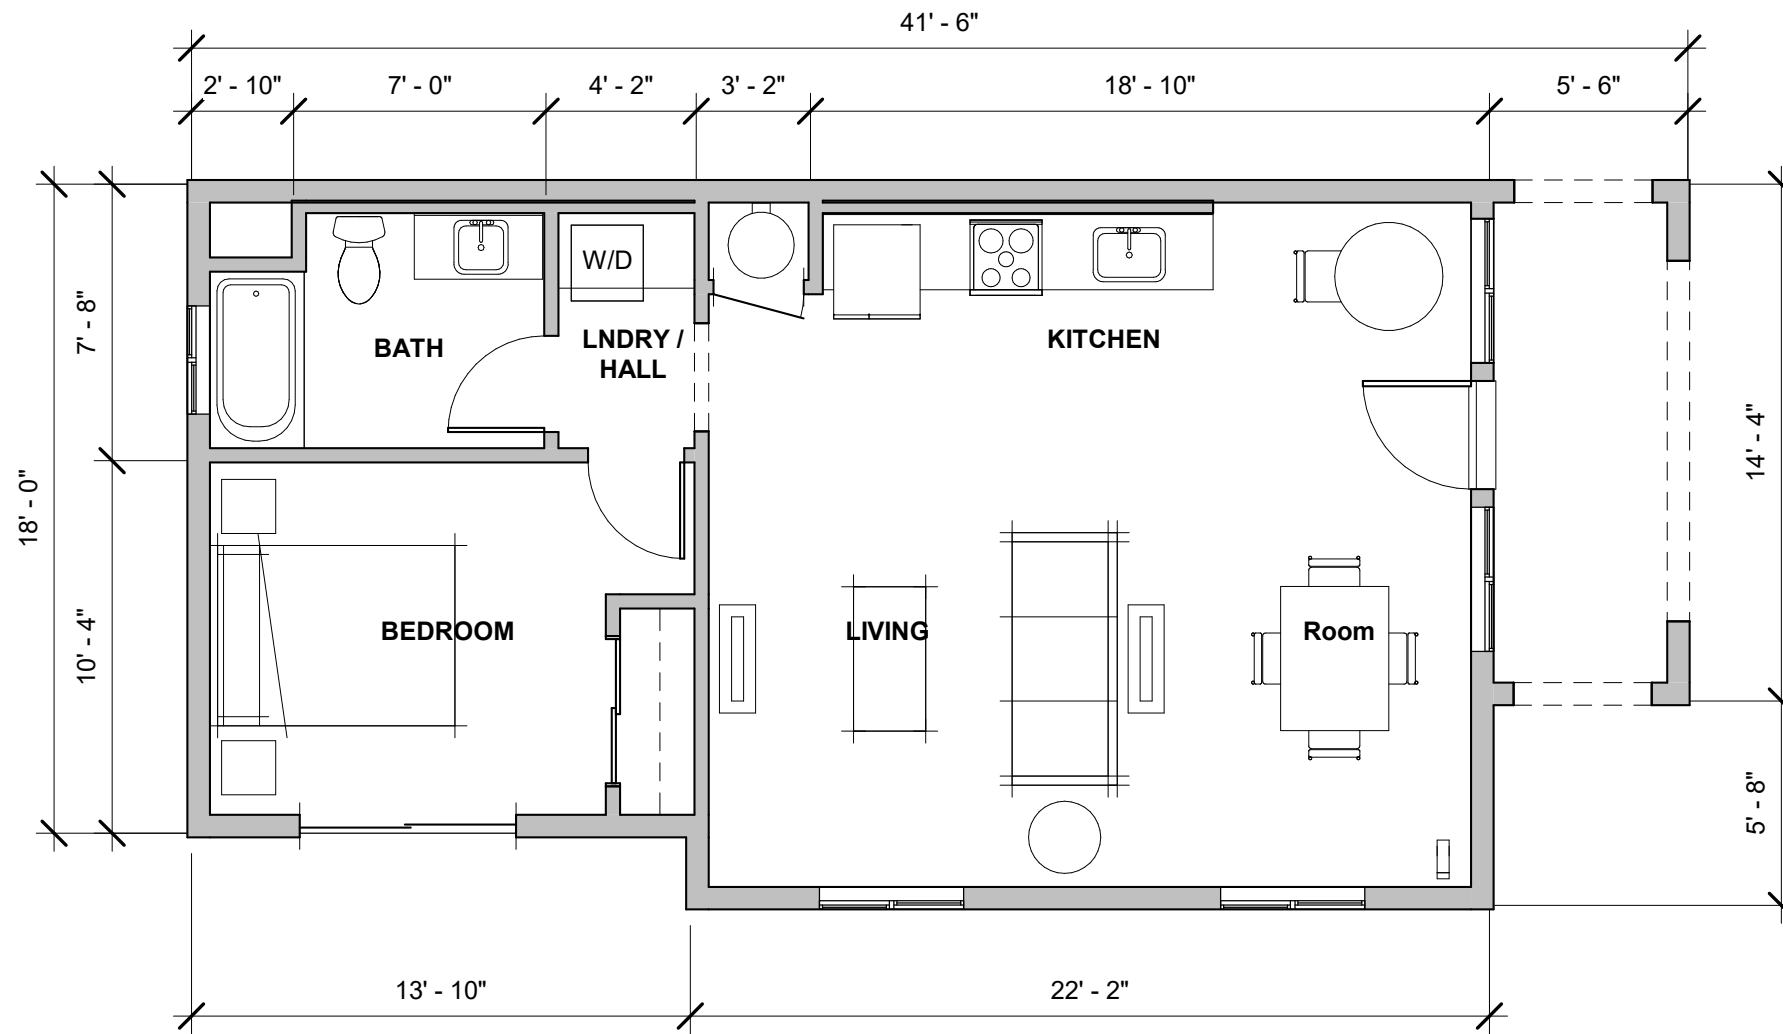 41' - 6"
2' - 10"
7' - 0"
4' - 2"
3' - 2"
18' - 10"
5' - 6"
W/D
7' - 8"
BATH
LNDRY /
HALL
KITCHEN
18' - 0"
14' - 4"
10' - 4"
BEDROOM
LIVING
Room
5' - 8"
13' - 10"
22' - 2"